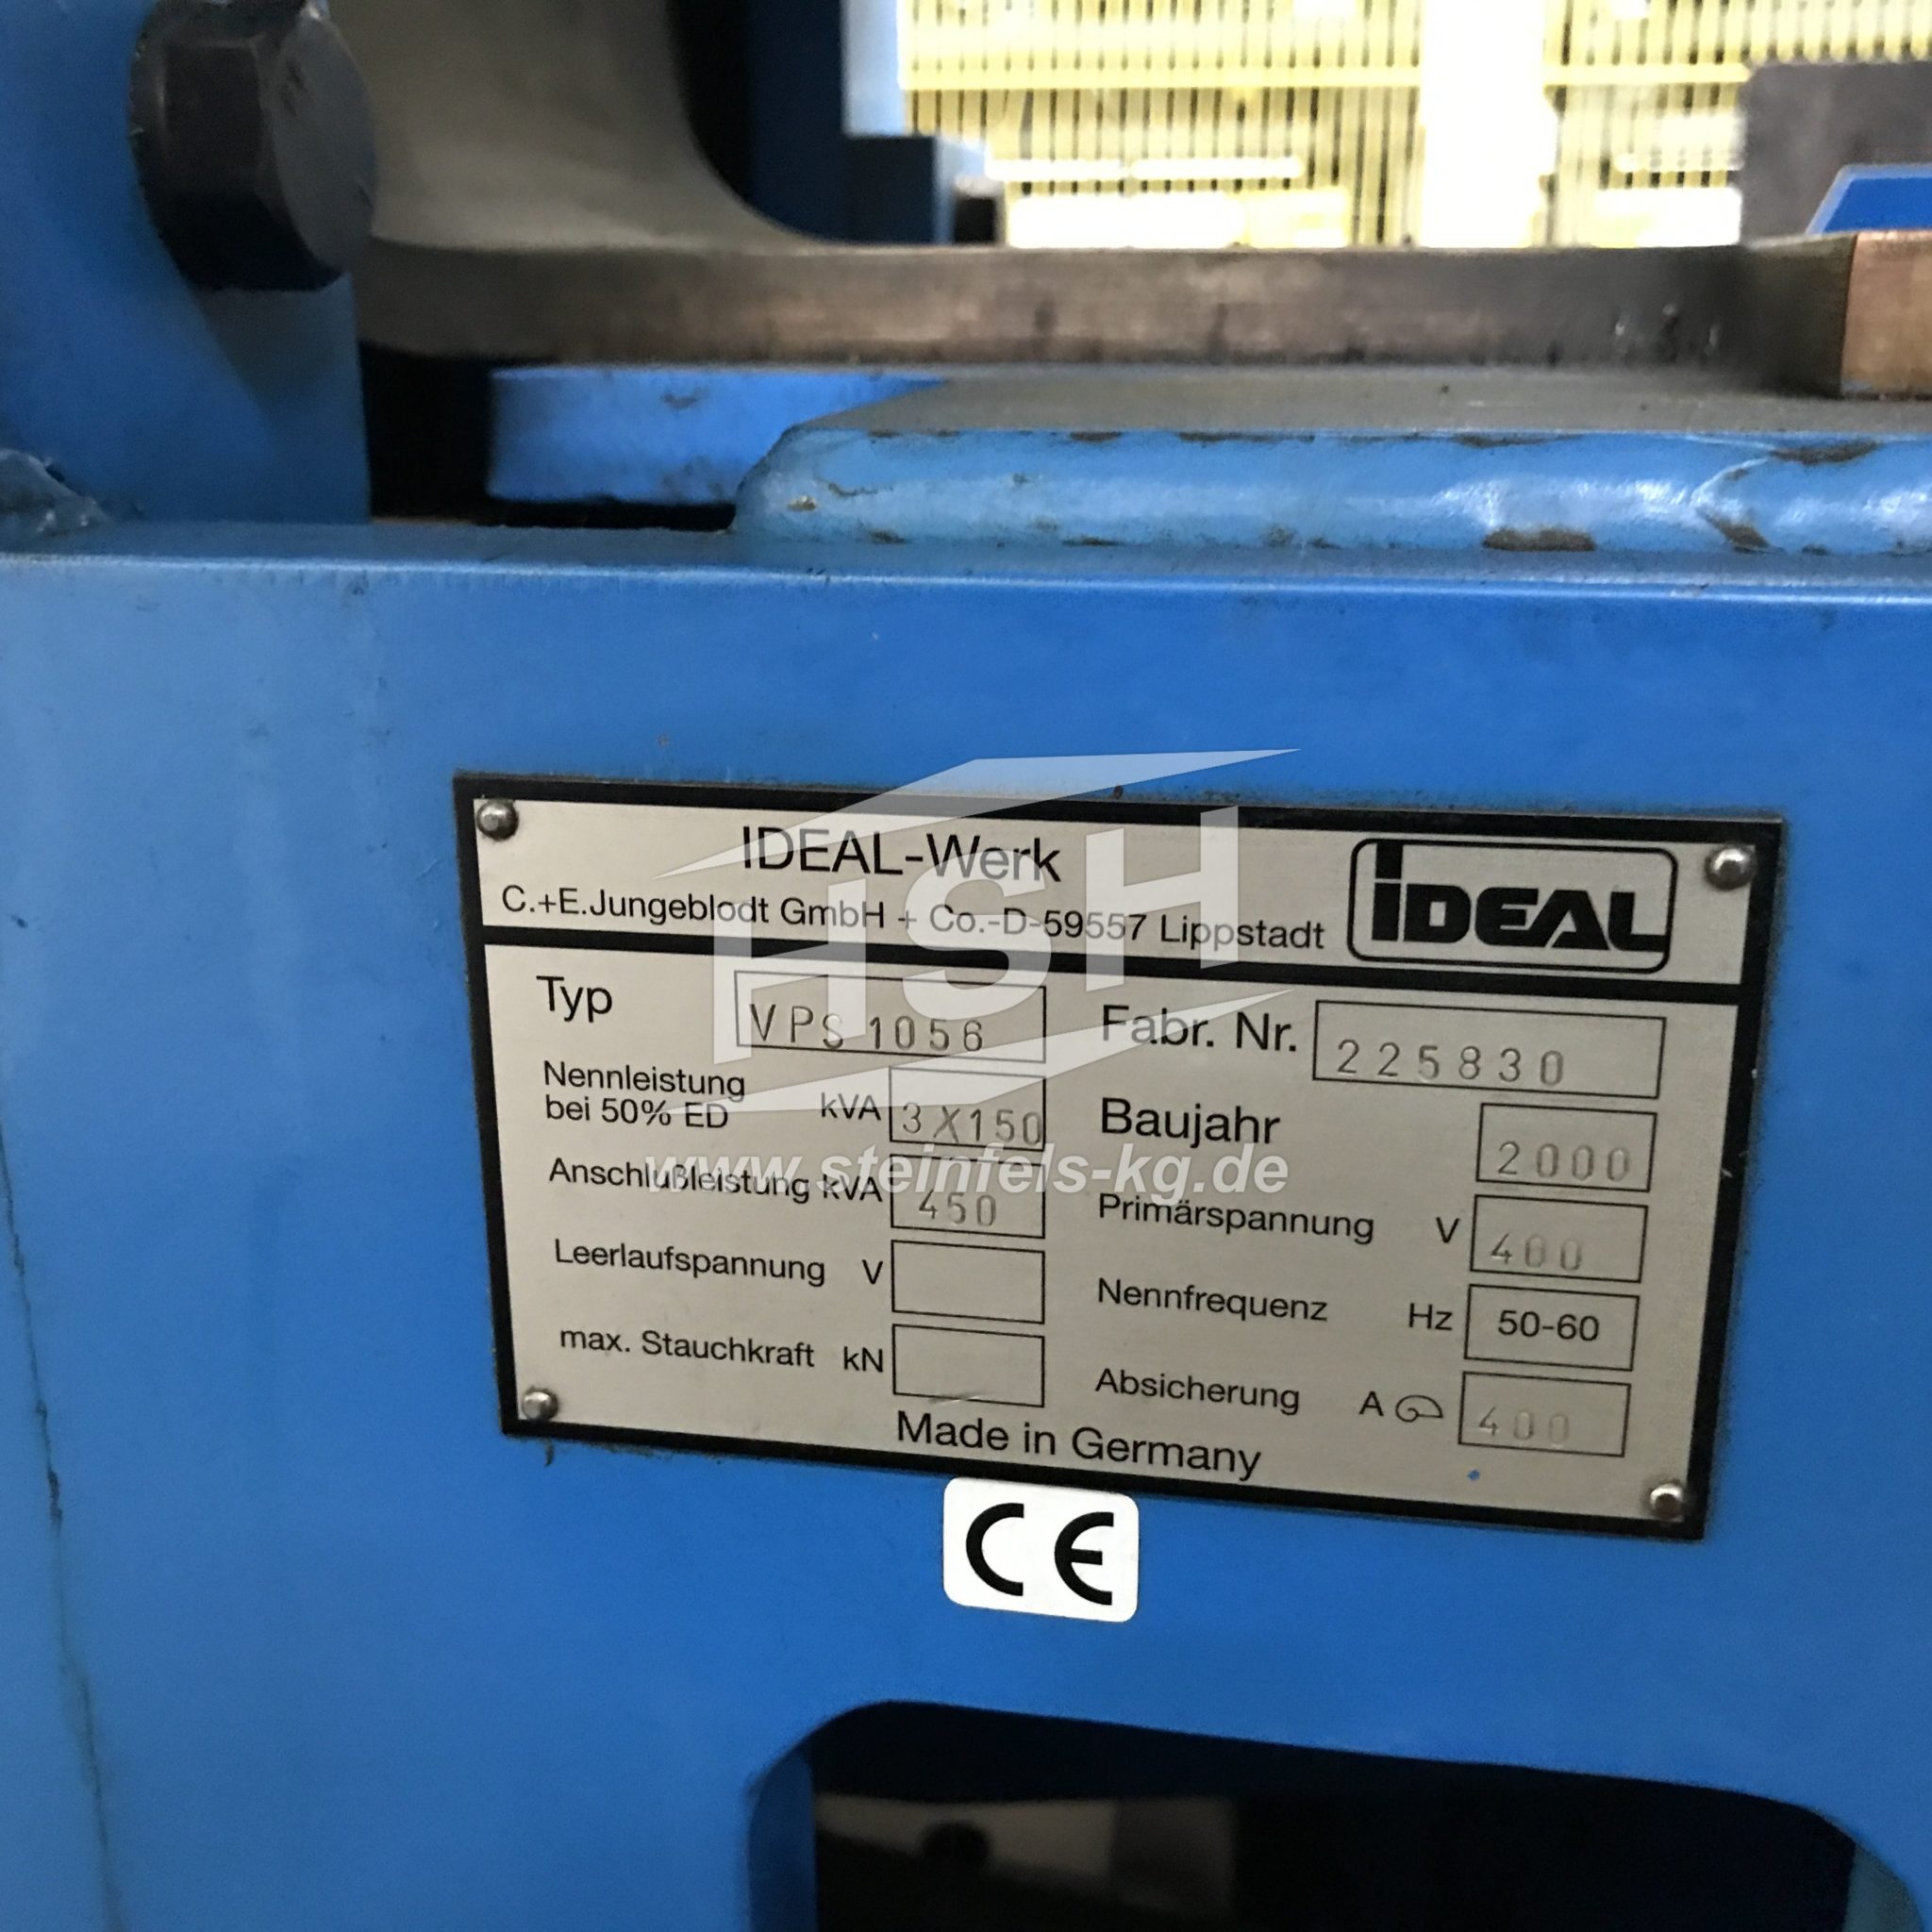 IDEAL-Werk
C.+E.Jungeblodt GmbH + Co.-D-59557 Lippstadt
iDEAL
Typ VPS 1056
Fabr. Nr. 225830
Nennleistung
bei 50% ED kVA 3X150
Baujahr 2000
Anschlußleistung kVA 450
Primärspannung V 400
Leerlaufspannung V
Nennfrequenz Hz 50-60
max. Stauchkraft kN
Absicherung A 400
Made in Germany
CE
HSH
www.steinfels-kg.de